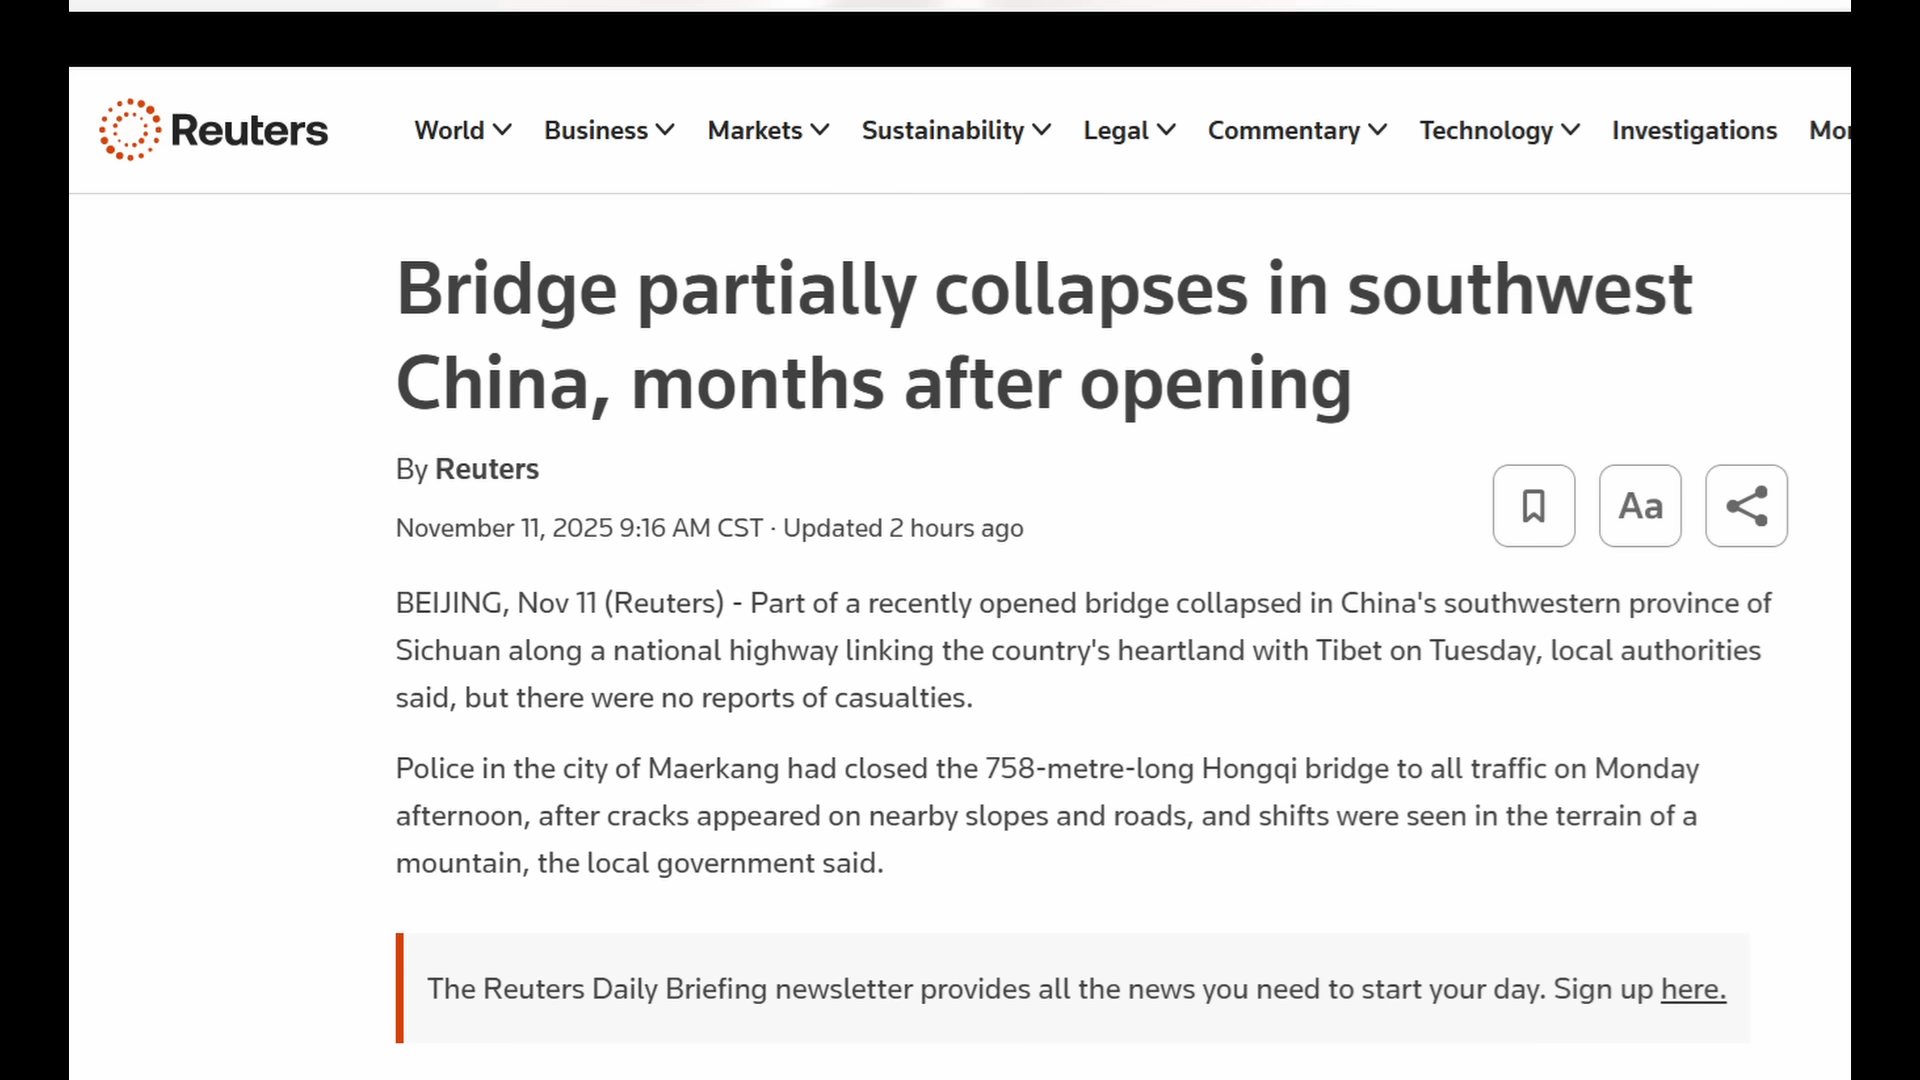 Reuters
World Business Markets Sustainability Legal Commentary Technology Investigations
Bridge partially collapses in southwest
China, months after opening
By Reuters
November 11, 2025 9:16 AM CST · Updated 2 hours ago
Aa
BEIJING, Nov 11 (Reuters) - Part of a recently opened bridge collapsed in China's southwestern province of
Sichuan along a national highway linking the country's heartland with Tibet on Tuesday, local authorities
said, but there were no reports of casualties.
Police in the city of Maerkang had closed the 758-metre-long Hongqi bridge to all traffic on Monday
afternoon, after cracks appeared on nearby slopes and roads, and shifts were seen in the terrain of a
mountain, the local government said.
The Reuters Daily Briefing newsletter provides all the news you need to start your day. Sign up here.